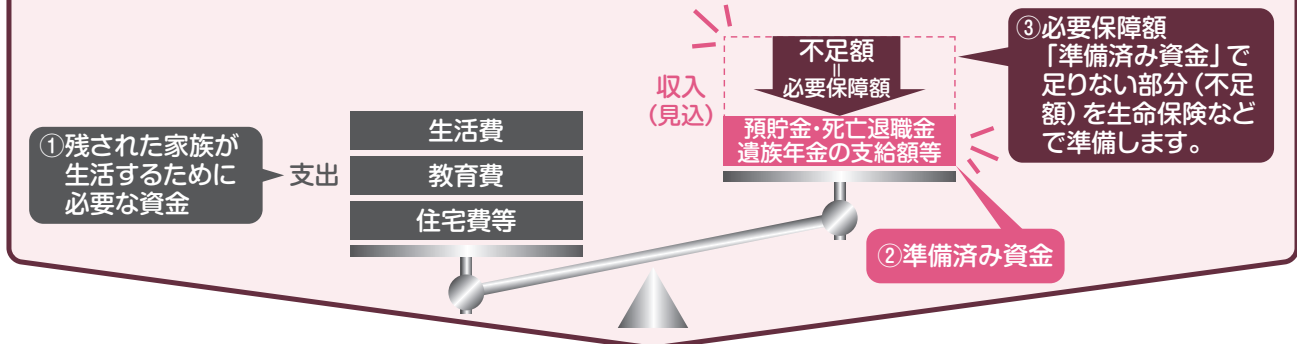 ①残された家族が
生活するために
必要な資金
支出
生活費
教育費
住宅費等
収入
(見込)
不足額
=
必要保障額
預貯金・死亡退職金
遺族年金の支給額等
②準備済み資金
③必要保障額
「準備済み資金」で
足りない部分(不足
額)を生命保険など
で準備します。